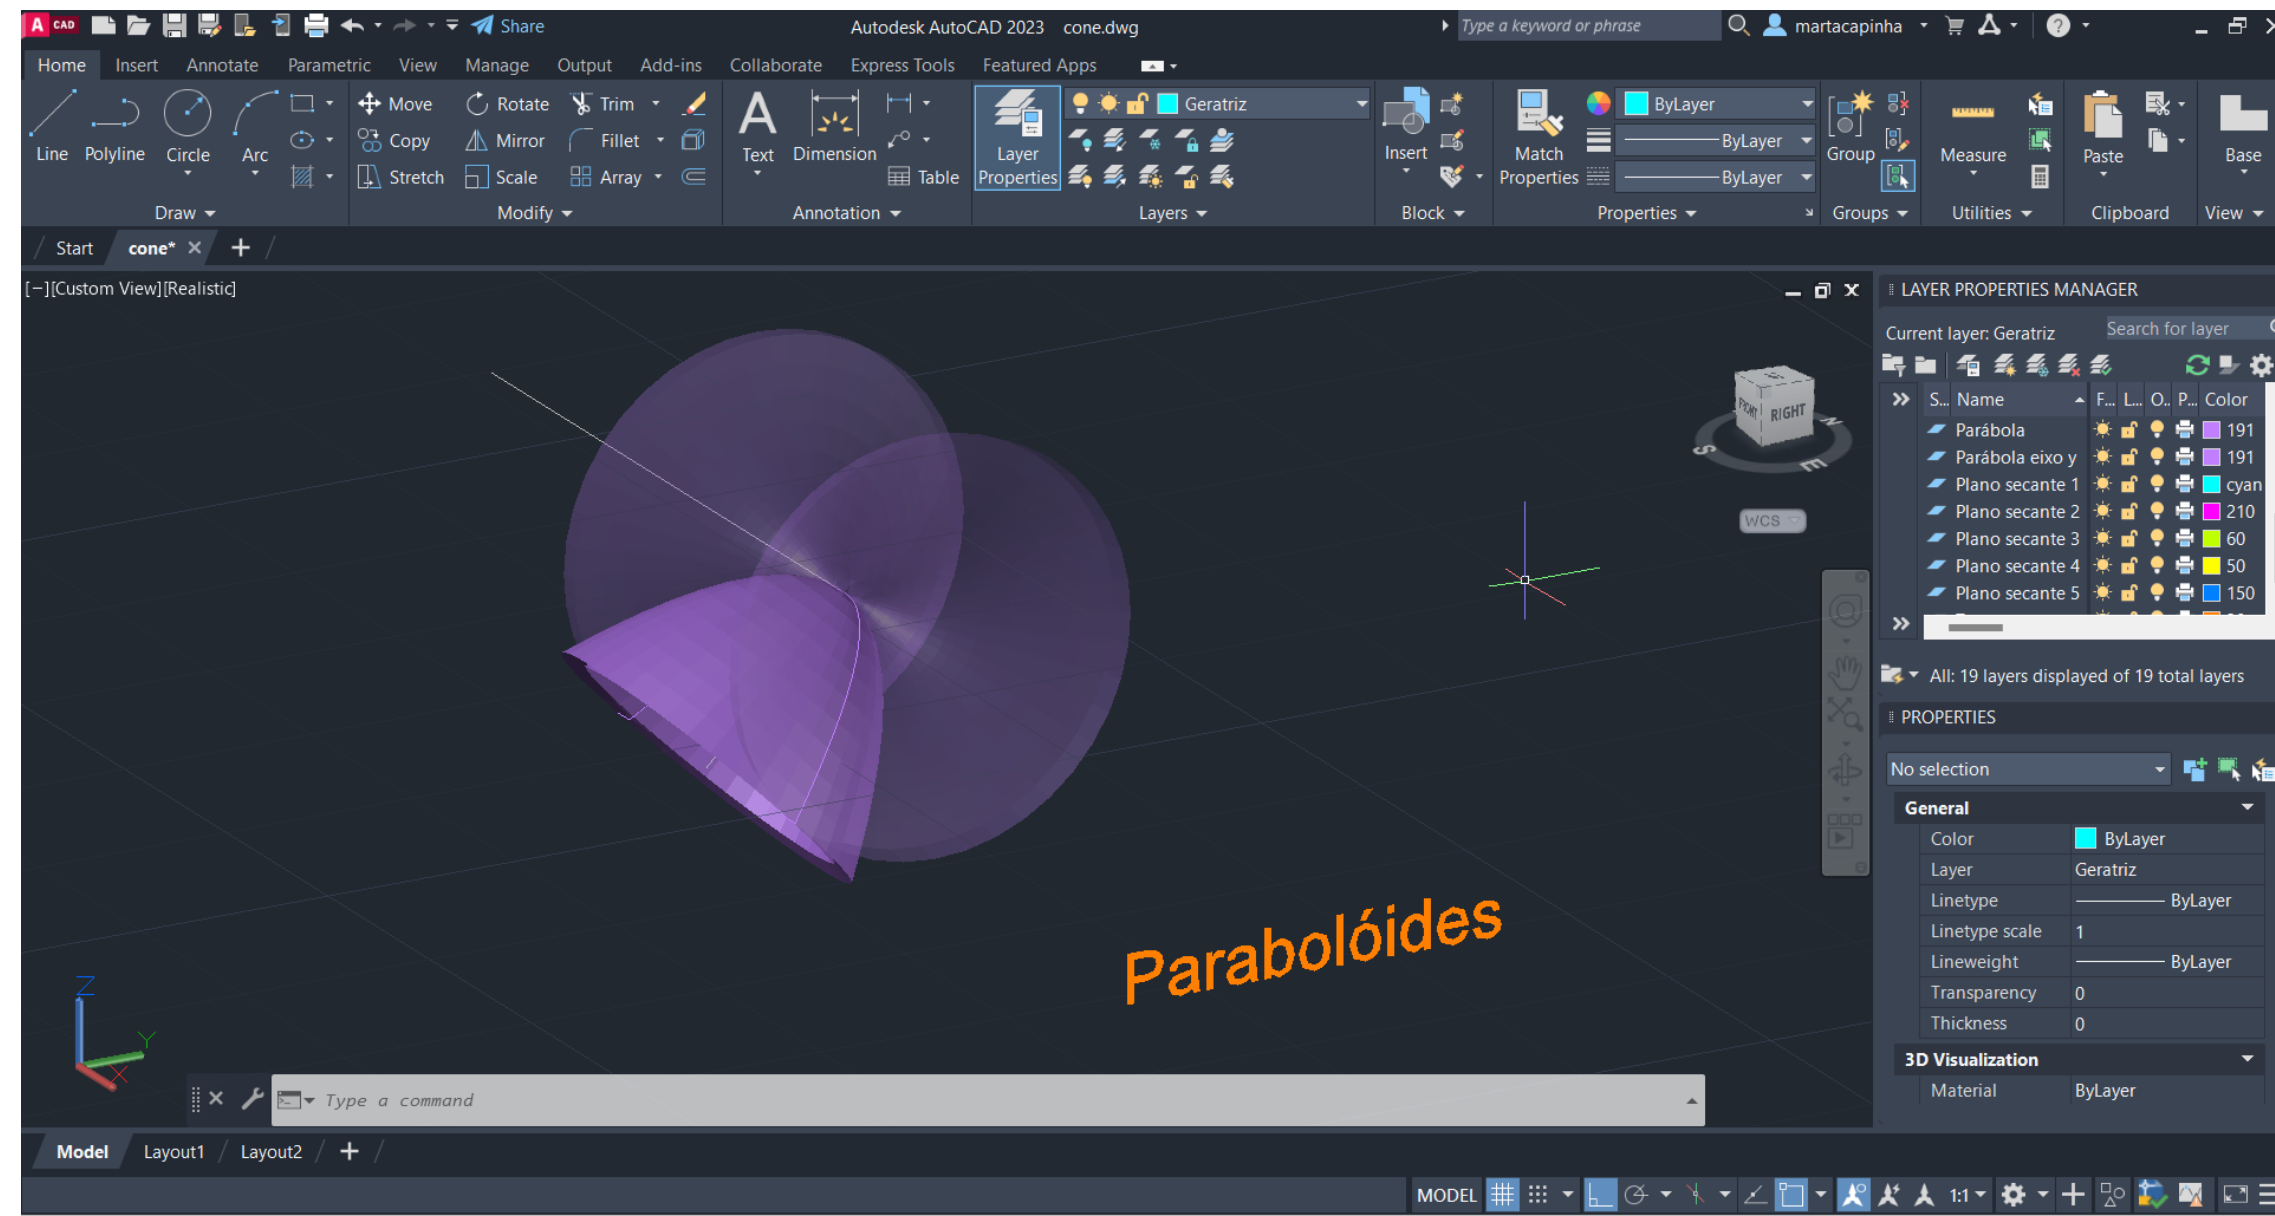 A CAD Share Autodesk AutoCAD 2023 cone.dwg Type a keyword or phrase martacapinha
Home Insert Annotate Parametric View Manage Output Add-ins Collaborate Express Tools Featured Apps
Line Polyline Circle Arc
Draw
Move Rotate Trim
Copy Mirror Fillet
Stretch Scale Array
Modify
Text Dimension Table
Annotation
Layer Properties
Geratriz
Layers
Insert
Block
Match Properties
ByLayer
ByLayer
ByLayer
Properties
Group
Groups
Measure
Utilities
Paste
Clipboard
Base
View
Start cone* +
[−][Custom View][Realistic]
FRONT RIGHT
S E N
WCS
Parabolóides
Z
Y
X
Type a command
LAYER PROPERTIES MANAGER
Current layer: Geratriz Search for layer
S... Name F... L... O.. P... Color
Parábola 191
Parábola eixo y 191
Plano secante 1 cyan
Plano secante 2 210
Plano secante 3 60
Plano secante 4 50
Plano secante 5 150
All: 19 layers displayed of 19 total layers
PROPERTIES
No selection
General
Color ByLayer
Layer Geratriz
Linetype ByLayer
Linetype scale 1
Lineweight ByLayer
Transparency 0
Thickness 0
3D Visualization
Material ByLayer
Model Layout1 Layout2 +
MODEL 1:1